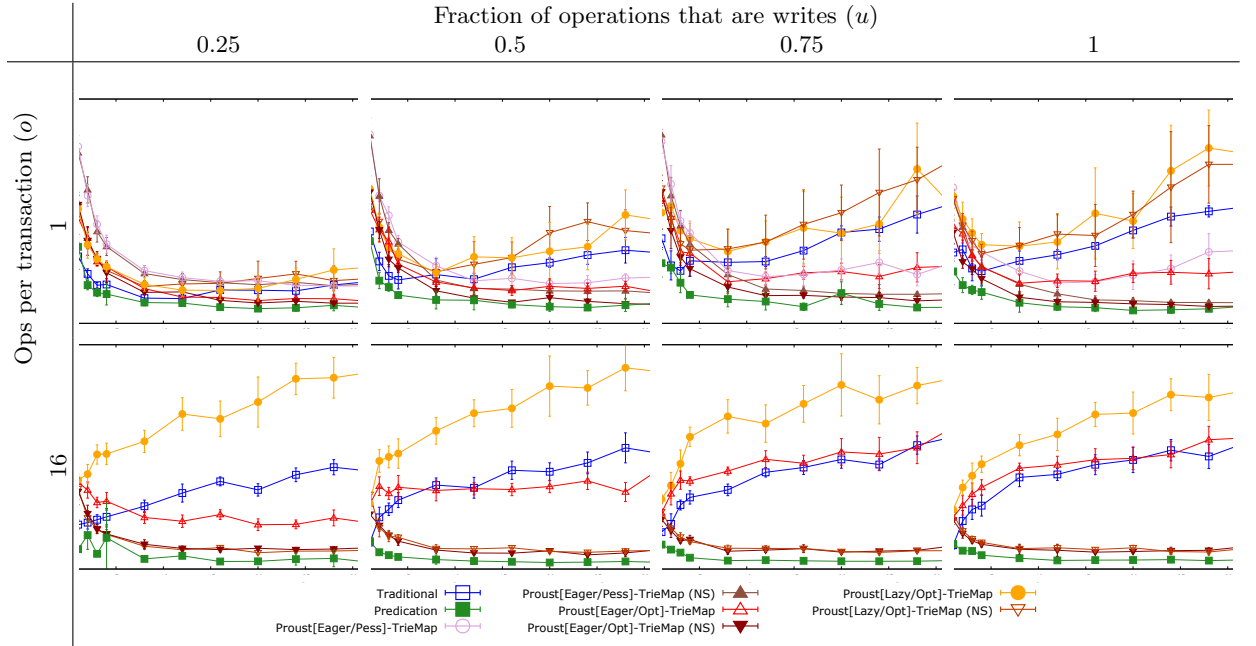 Fraction of operations that are writes (u)
0.25 0.5 0.75 1
Ops per transaction (o)
1
16
Traditional Proust[Eager/Pess]-TrieMap (NS) Proust[Lazy/Opt]-TrieMap
Predication Proust[Eager/Opt]-TrieMap Proust[Lazy/Opt]-TrieMap (NS)
Proust[Eager/Pess]-TrieMap Proust[Eager/Opt]-TrieMap (NS)